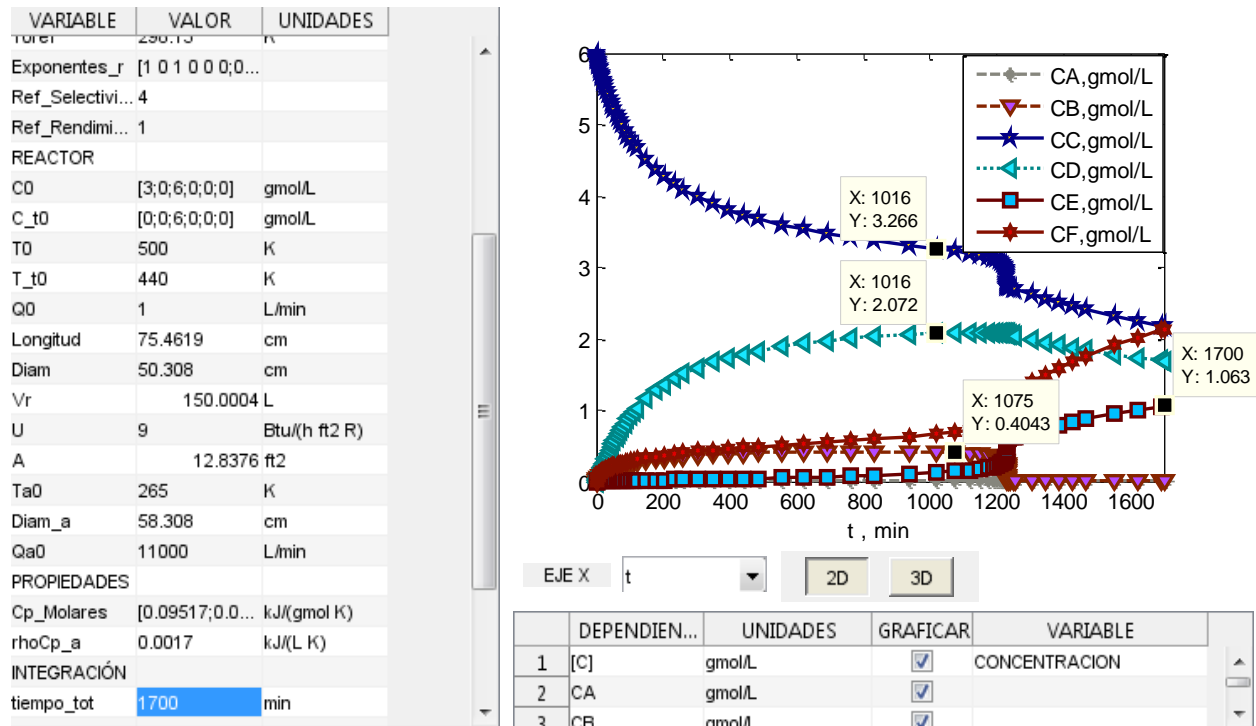 VARIABLE VALOR UNIDADES
Exponentes_r [1 0 1 0 0 0;0...
Ref_Selectivi... 4
Ref_Rendimi... 1
REACTOR
C0 [3;0;6;0;0;0] gmol/L
C_t0 [0;0;6;0;0;0] gmol/L
T0 500 K
T_t0 440 K
Q0 1 L/min
Longitud 75.4619 cm
Diam 50.308 cm
Vr 150.0004 L
U 9 Btu/(h ft2 R)
A 12.8376 ft2
Ta0 265 K
Diam_a 58.308 cm
Qa0 11000 L/min
PROPIEDADES
Cp_Molares [0.09517;0.0... kJ/(gmol K)
rhoCp_a 0.0017 kJ/(L K)
INTEGRACIÓN
tiempo_tot 1700 min
6
5
4
3
2
1
0
0 200 400 600 800 1000 1200 1400 1600
t , min
CA,gmol/L
CB,gmol/L
CC,gmol/L
CD,gmol/L
CE,gmol/L
CF,gmol/L
X: 1016
Y: 3.266
X: 1016
Y: 2.072
X: 1075
Y: 0.4043
X: 1700
Y: 1.063
EJE X t 2D 3D
DEPENDIEN... UNIDADES GRAFICAR VARIABLE
1 [C] gmol/L CONCENTRACION
2 CA gmol/L
3 CB gmol/L